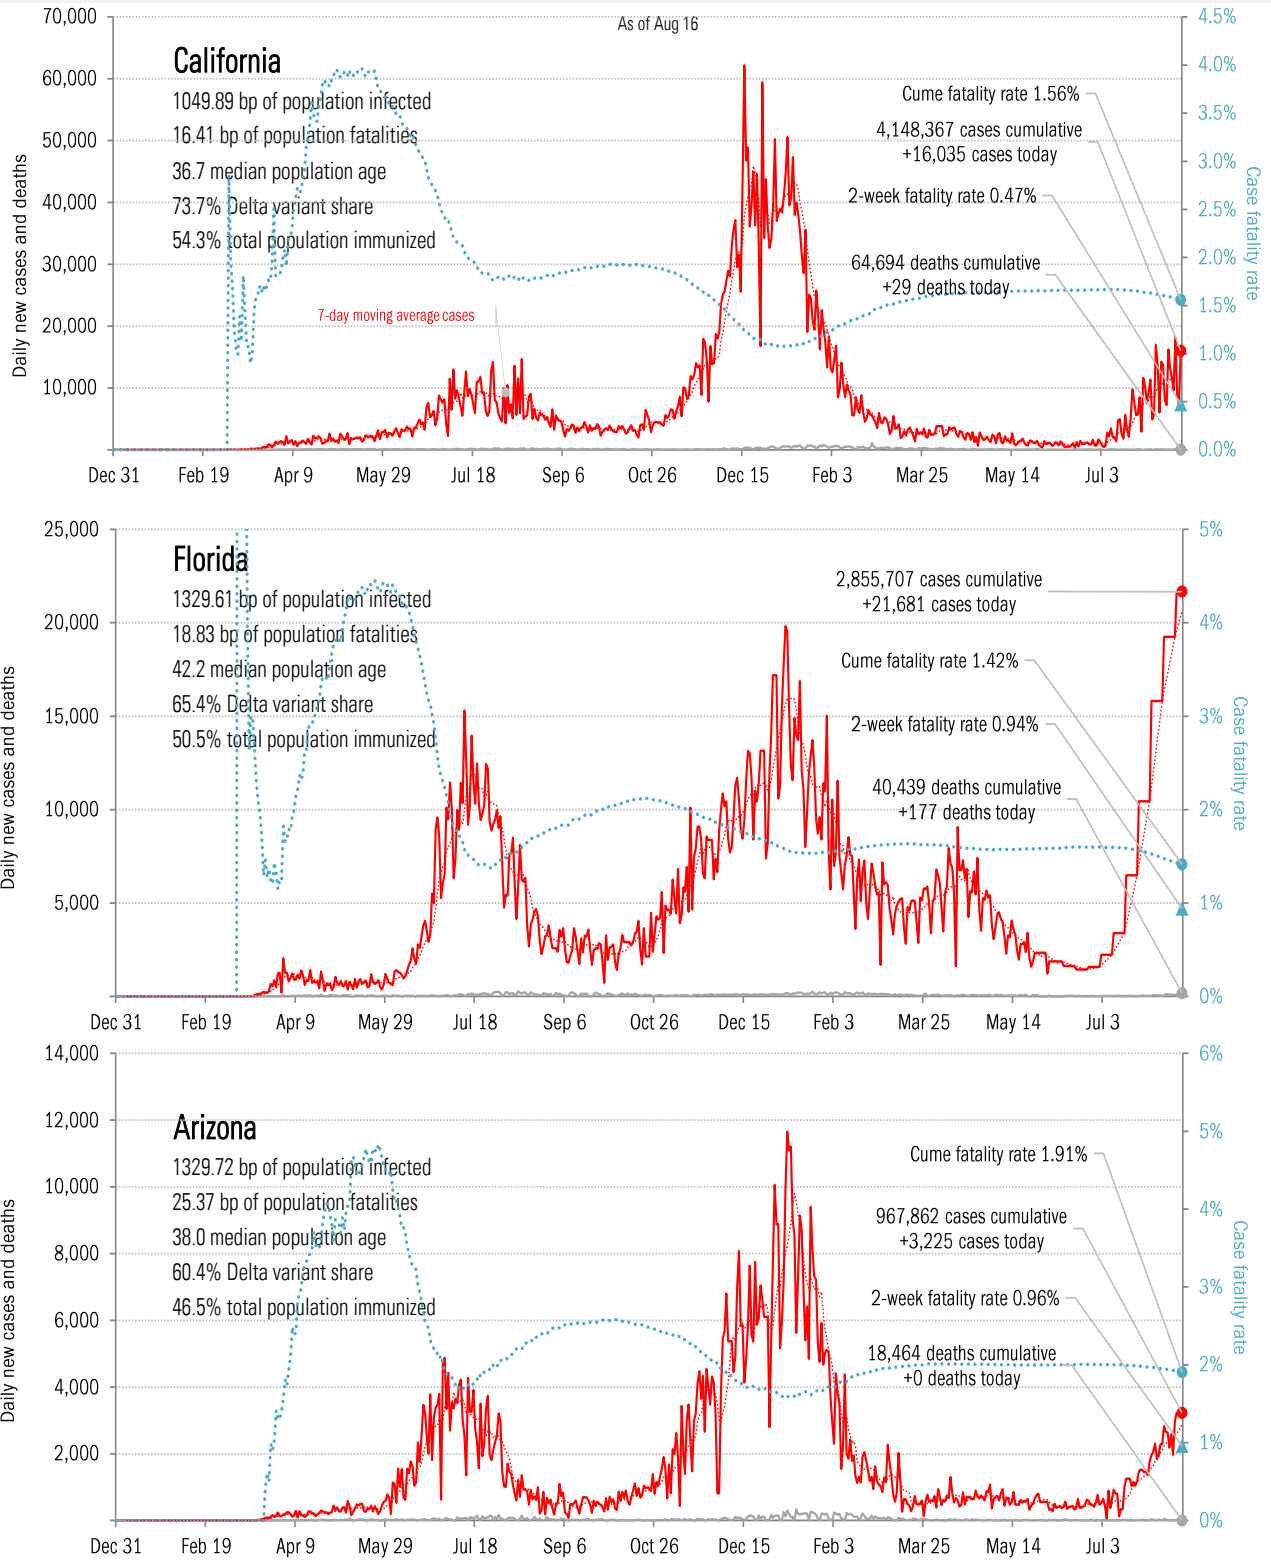 As of Aug 16
70,000
60,000
50,000
40,000
30,000
20,000
10,000
Daily new cases and deaths
California
1049.89 bp of population infected
16.41 bp of population fatalities
36.7 median population age
73.7% Delta variant share
54.3% total population immunized
7-day moving average cases
Cume fatality rate 1.56%
4,148,367 cases cumulative
+16,035 cases today
2-week fatality rate 0.47%
64,694 deaths cumulative
+29 deaths today
4.5%
4.0%
3.5%
3.0%
2.5%
2.0%
1.5%
1.0%
0.5%
0.0%
Case fatality rate
Dec 31 Feb 19 Apr 9 May 29 Jul 18 Sep 6 Oct 26 Dec 15 Feb 3 Mar 25 May 14 Jul 3
25,000
20,000
15,000
10,000
5,000
Daily new cases and deaths
Florida
1329.61 bp of population infected
18.83 bp of population fatalities
42.2 median population age
65.4% Delta variant share
50.5% total population immunized
2,855,707 cases cumulative
+21,681 cases today
Cume fatality rate 1.42%
2-week fatality rate 0.94%
40,439 deaths cumulative
+177 deaths today
5%
4%
3%
2%
1%
0%
Case fatality rate
Dec 31 Feb 19 Apr 9 May 29 Jul 18 Sep 6 Oct 26 Dec 15 Feb 3 Mar 25 May 14 Jul 3
14,000
12,000
10,000
8,000
6,000
4,000
2,000
Daily new cases and deaths
Arizona
1329.72 bp of population infected
25.37 bp of population fatalities
38.0 median population age
60.4% Delta variant share
46.5% total population immunized
Cume fatality rate 1.91%
967,862 cases cumulative
+3,225 cases today
2-week fatality rate 0.96%
18,464 deaths cumulative
+0 deaths today
6%
5%
4%
3%
2%
1%
0%
Case fatality rate
Dec 31 Feb 19 Apr 9 May 29 Jul 18 Sep 6 Oct 26 Dec 15 Feb 3 Mar 25 May 14 Jul 3